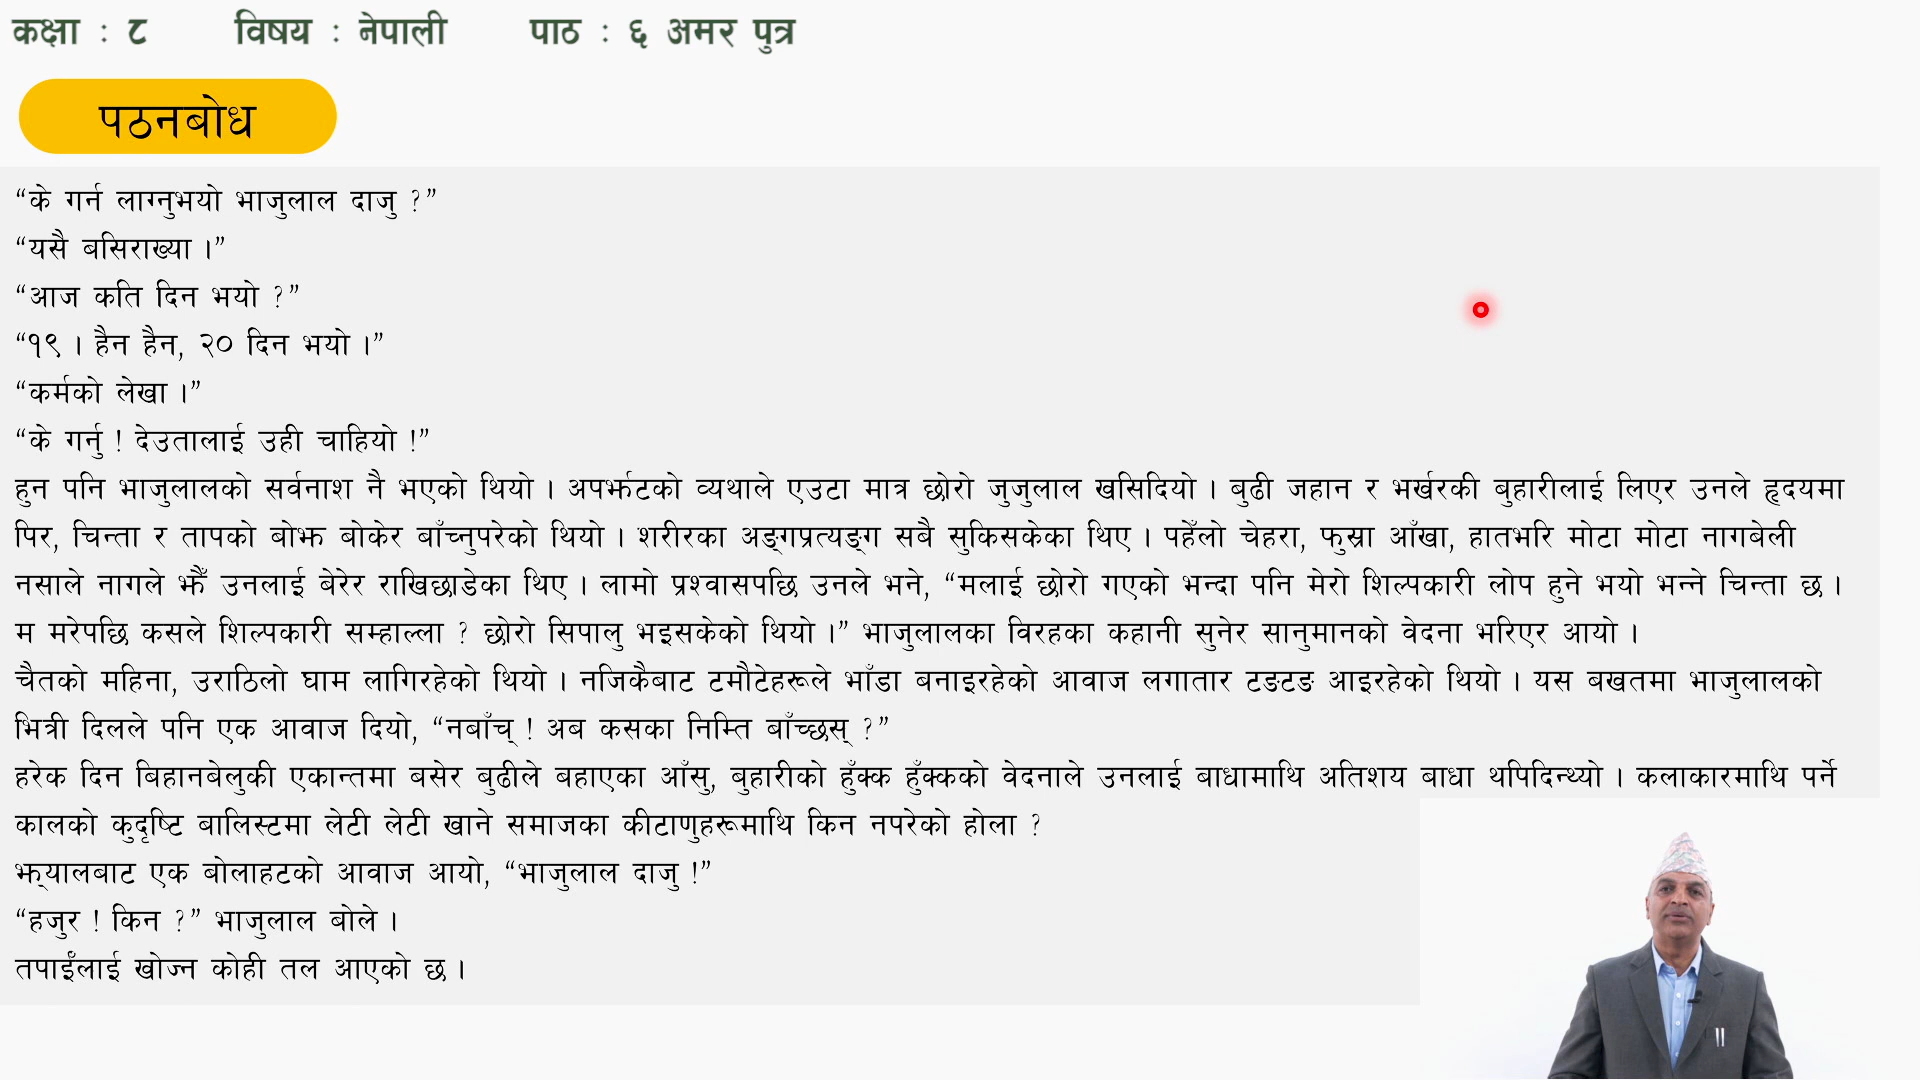 कक्षा : ८ विषय : नेपाली पाठ : ६ अमर पुत्र
पठनबोध
“के गर्न लाग्नुभयो भाजुलाल दाजु ?”
“यसै बसिराख्या ।”
“आज कति दिन भयो ?”
“१९ । हैन हैन, २० दिन भयो ।”
“कर्मको लेखा ।”
“के गर्नु ! देउतालाई उही चाहियो !”
हुन पनि भाजुलालको सर्वनाश नै भएको थियो । अपर्झटको व्यथाले एउटा मात्र छोरो जुजुलाल खसिदियो । बुढी जहान र भर्खरकी बुहारीलाई लिएर उनले हृदयमा
पिर, चिन्ता र तापको बोझ बोकेर बाँच्नुपरेको थियो । शरीरका अङ्गप्रत्यङ्ग सबै सुकिसकेका थिए । पहेँलो चेहरा, फुस्रा आँखा, हातभरि मोटा मोटा नागबेली
नसाले नागले झैँ उनलाई बेरेर राखिछाडेका थिए । लामो प्रश्वासपछि उनले भने, “मलाई छोरो गएको भन्दा पनि मेरो शिल्पकारी लोप हुने भयो भन्ने चिन्ता छ ।
म मरेपछि कसले शिल्पकारी सम्हाल्ला ? छोरो सिपालु भइसकेको थियो ।” भाजुलालका विरहका कहानी सुनेर सानुमानको वेदना भरिएर आयो ।
चैतको महिना, उराठिलो घाम लागिरहेको थियो । नजिकैबाट टमौटेहरूले भाँडा बनाइरहेको आवाज लगातार टङटङ आइरहेको थियो । यस बखतमा भाजुलालको
भित्री दिलले पनि एक आवाज दियो, “नबाँच् ! अब कसका निम्ति बाँच्छस् ?”
हरेक दिन बिहानबेलुकी एकान्तमा बसेर बुढीले बहाएका आँसु, बुहारीको हुँक्क हुँक्कको वेदनाले उनलाई बाधामाथि अतिशय बाधा थपिदिन्थ्यो । कलाकारमाथि पर्ने
कालको कुदृष्टि बालिस्टमा लेटी लेटी खाने समाजका कीटाणुहरूमाथि किन नपरेको होला ?
झ्यालबाट एक बोलाहटको आवाज आयो, “भाजुलाल दाजु !”
“हजुर ! किन ?” भाजुलाल बोले ।
तपाईँलाई खोज्न कोही तल आएको छ ।